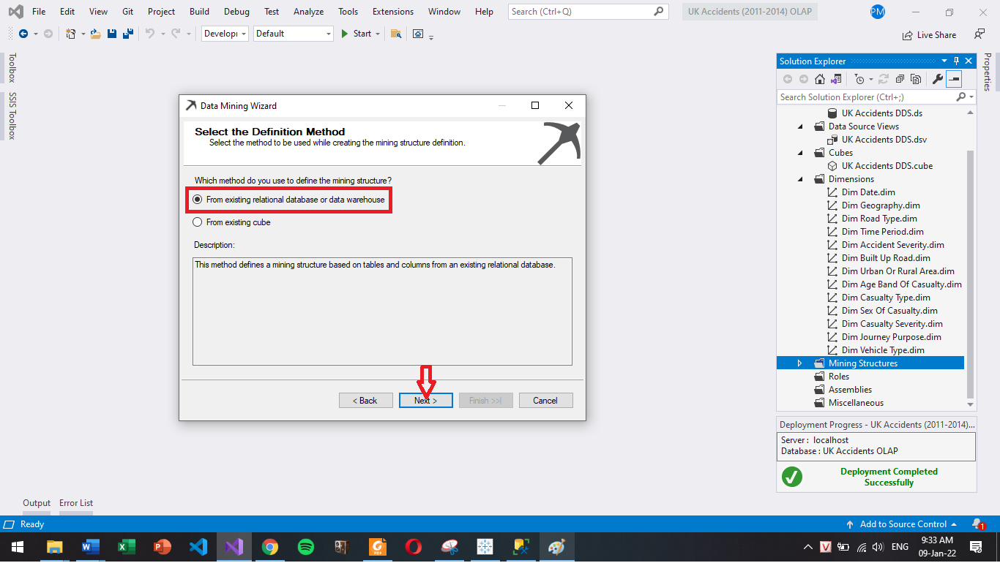 File Edit View Git Project Build Debug Test Analyze Tools Extensions Window Help Search (Ctrl+Q) UK Accidents (2011-2014) OLAP PM
Develop Default Start Live Share
Toolbox
SSIS Toolbox
Data Mining Wizard
Select the Definition Method
Select the method to be used while creating the mining structure definition.
Which method do you use to define the mining structure?
From existing relational database or data warehouse
From existing cube
Description:
This method defines a mining structure based on tables and columns from an existing relational database.
< Back Next > Finish >>| Cancel
Solution Explorer
Search Solution Explorer (Ctrl+;)
UK Accidents DDS.ds
Data Source Views
UK Accidents DDS.dsv
Cubes
UK Accidents DDS.cube
Dimensions
Dim Date.dim
Dim Geography.dim
Dim Road Type.dim
Dim Time Period.dim
Dim Accident Severity.dim
Dim Built Up Road.dim
Dim Urban Or Rural Area.dim
Dim Age Band Of Casualty.dim
Dim Casualty Type.dim
Dim Sex Of Casualty.dim
Dim Casualty Severity.dim
Dim Journey Purpose.dim
Dim Vehicle Type.dim
Mining Structures
Roles
Assemblies
Miscellaneous
Properties
Deployment Progress - UK Accidents (2011-2014)...
Server : localhost
Database : UK Accidents OLAP
Deployment Completed
Successfully
Output Error List
Ready Add to Source Control 1
ENG 9:33 AM
09-Jan-22